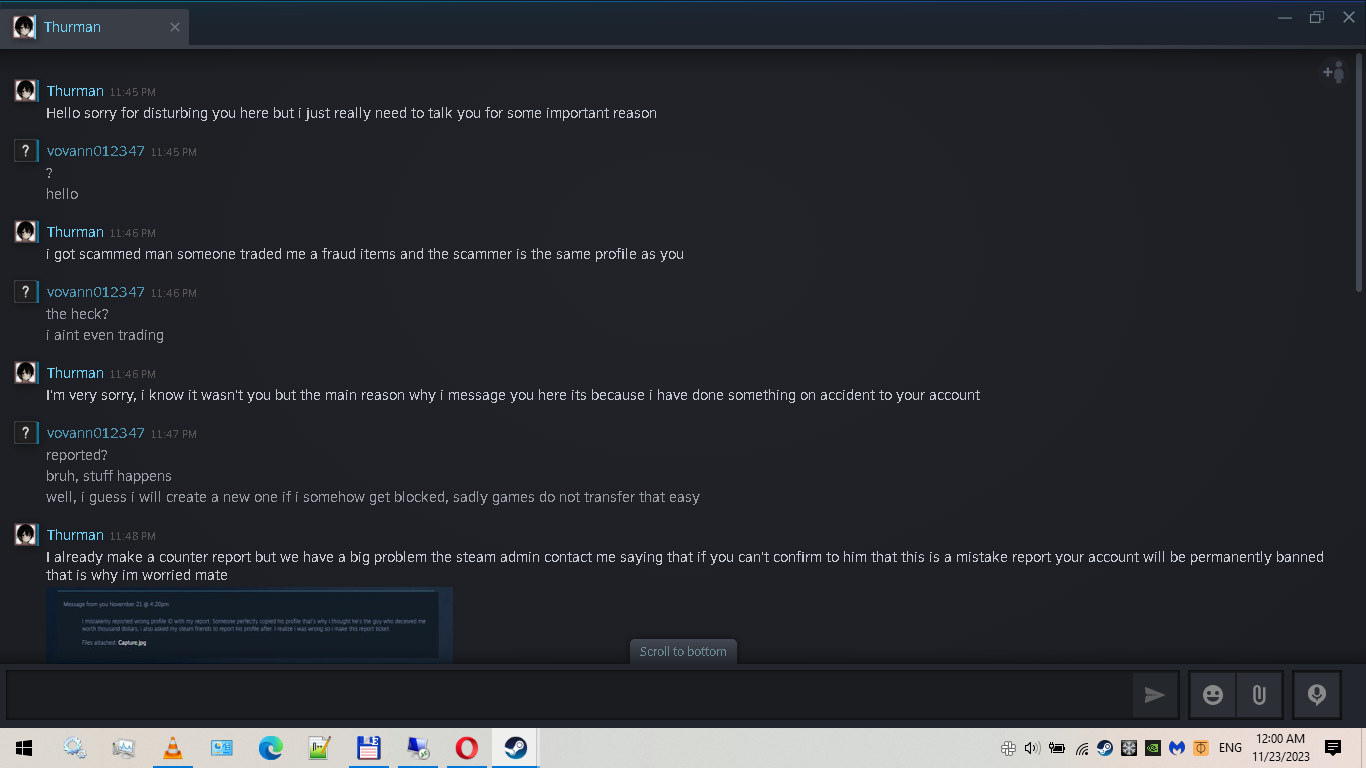 Thurman
Thurman 11:45 PM
Hello sorry for disturbing you here but i just really need to talk you for some important reason
? vovann012347 11:45 PM
?
hello
Thurman 11:46 PM
i got scammed man someone traded me a fraud items and the scammer is the same profile as you
? vovann012347 11:46 PM
the heck?
i aint even trading
Thurman 11:46 PM
I'm very sorry, i know it wasn't you but the main reason why i message you here its because i have done something on accident to your account
? vovann012347 11:47 PM
reported?
bruh, stuff happens
well, i guess i will create a new one if i somehow get blocked, sadly games do not transfer that easy
Thurman 11:48 PM
I already make a counter report but we have a big problem the steam admin contact me saying that if you can't confirm to him that this is a mistake report your account will be permanently banned
that is why im worried mate
Message from you November 21 @ 4:20pm
I mistakenly reported wrong profile ID with my report. Someone perfectly copied his profile that's why i thought he's the guy who deceived me
worth thousand dollars, i also asked my steam friends to report his profile after. I realize i was wrong so i make this report ticket.
Files attached: Capture.jpg
Scroll to bottom
ENG
12:00 AM
11/23/2023